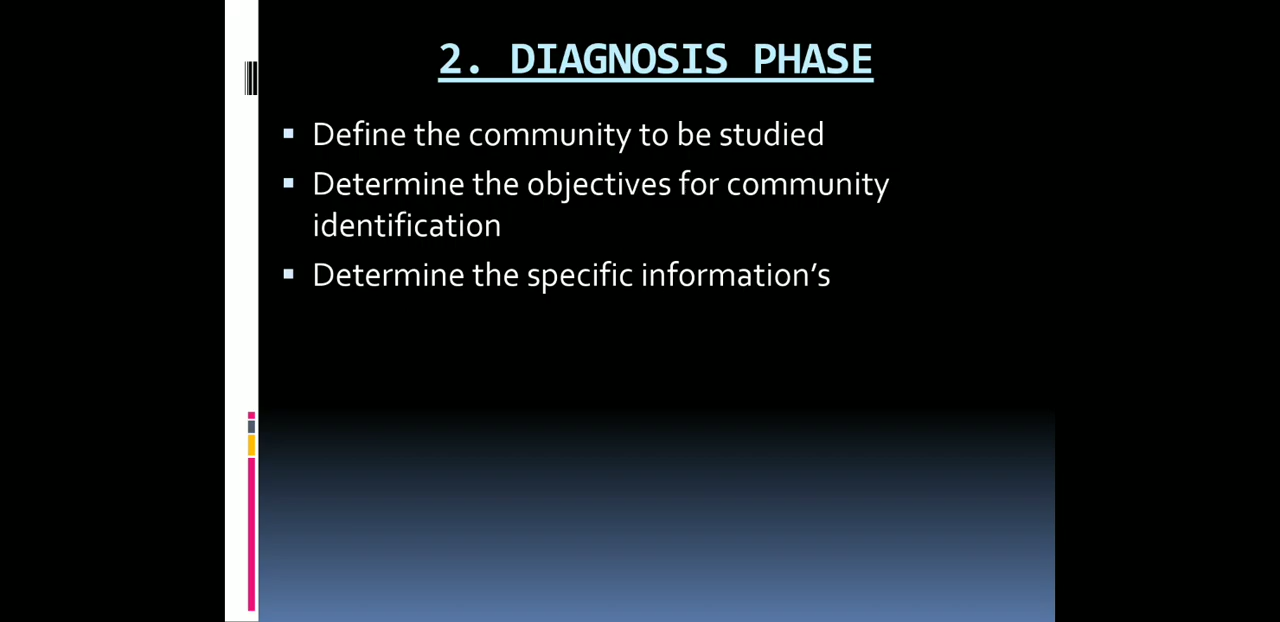 2. DIAGNOSIS PHASE
▪ Define the community to be studied
▪ Determine the objectives for community
identification
▪ Determine the specific information’s